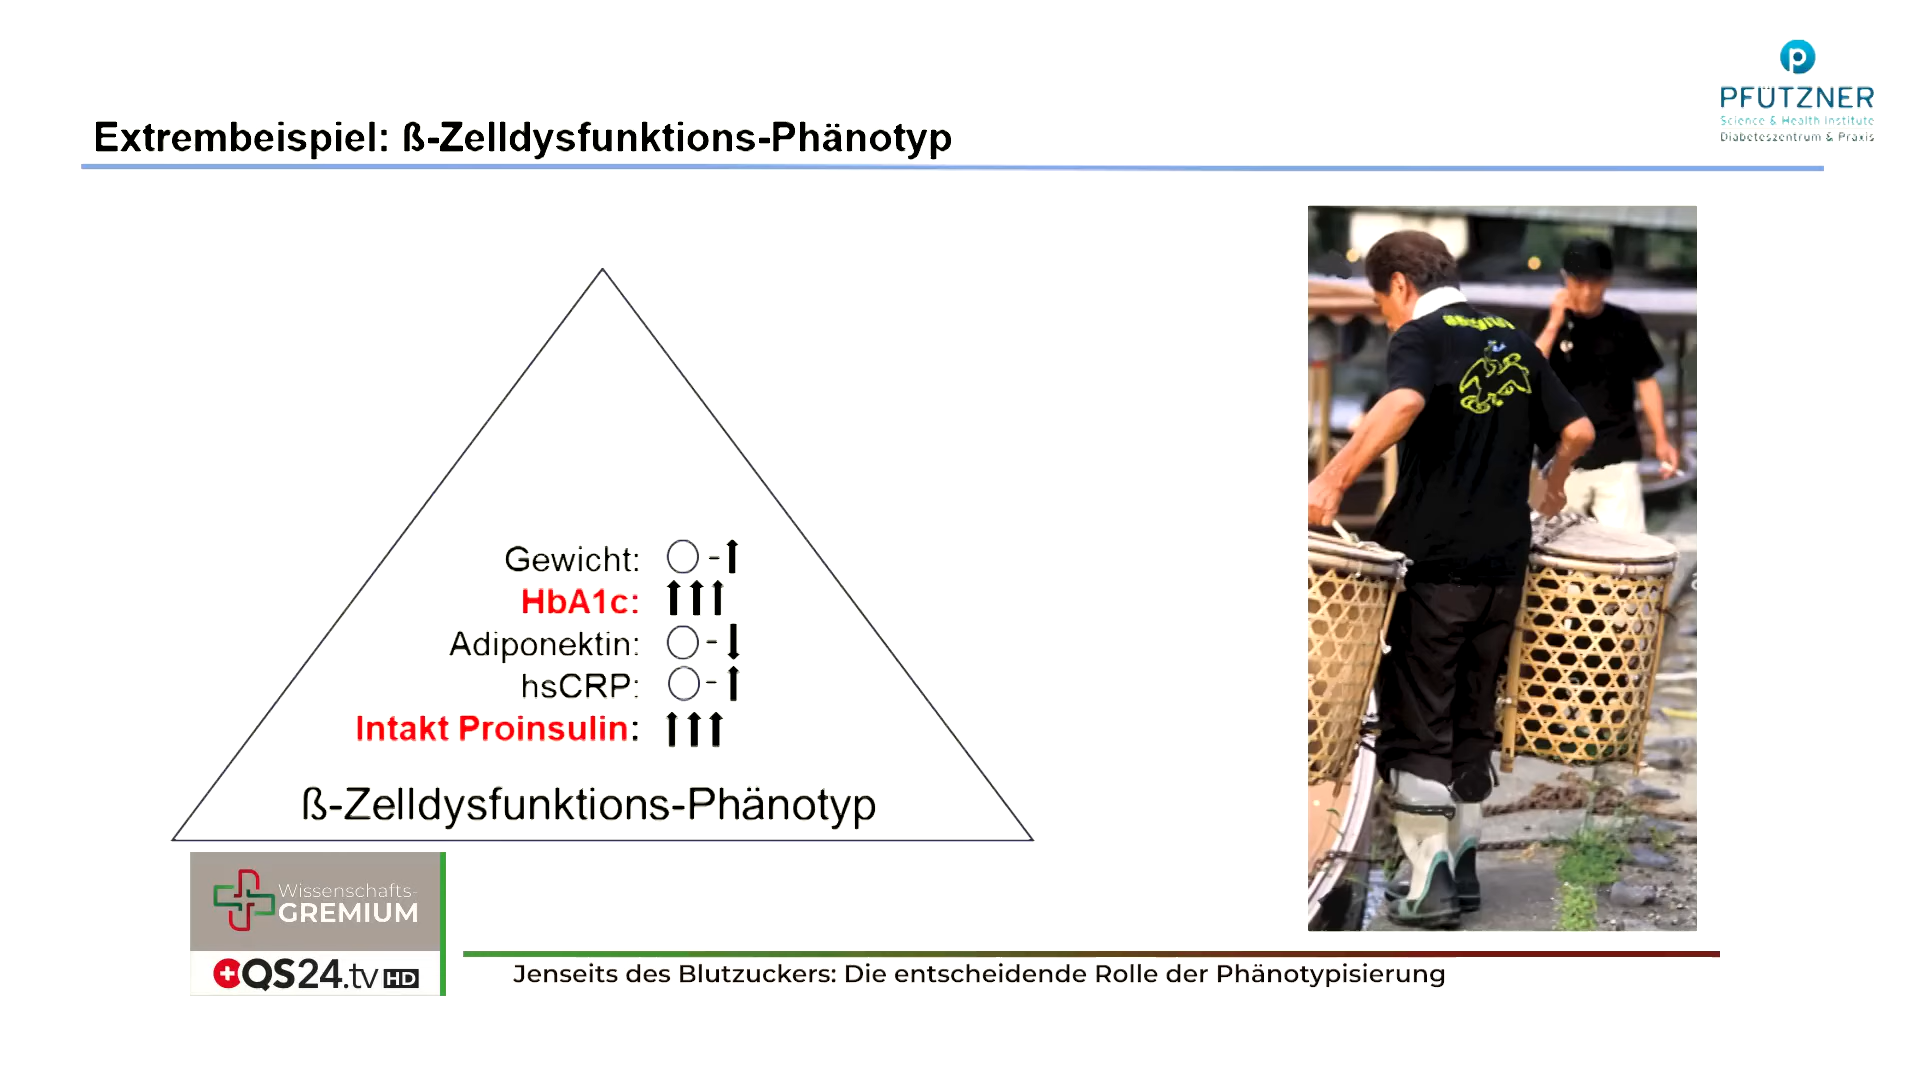 PFÜTZNER
Science & Health Institute
Diabeteszentrum & Praxis
Extrembeispiel: ß-Zelldysfunktions-Phänotyp
Gewicht: ◯ - ↑
HbA1c: ↑↑↑
Adiponektin: ◯ - ↓
hsCRP: ◯ - ↑
Intakt Proinsulin: ↑↑↑
ß-Zelldysfunktions-Phänotyp
Wissenschafts-
GREMIUM
QS24.tv HD
Jenseits des Blutzuckers: Die entscheidende Rolle der Phänotypisierung